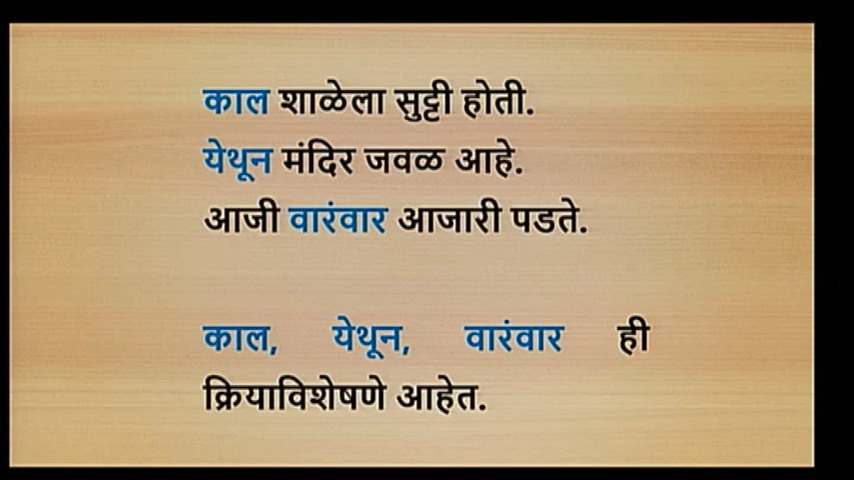 काल शाळेला सुट्टी होती.
येथून मंदिर जवळ आहे.
आजी वारंवार आजारी पडते.
काल, येथून, वारंवार ही
क्रियाविशेषणे आहेत.